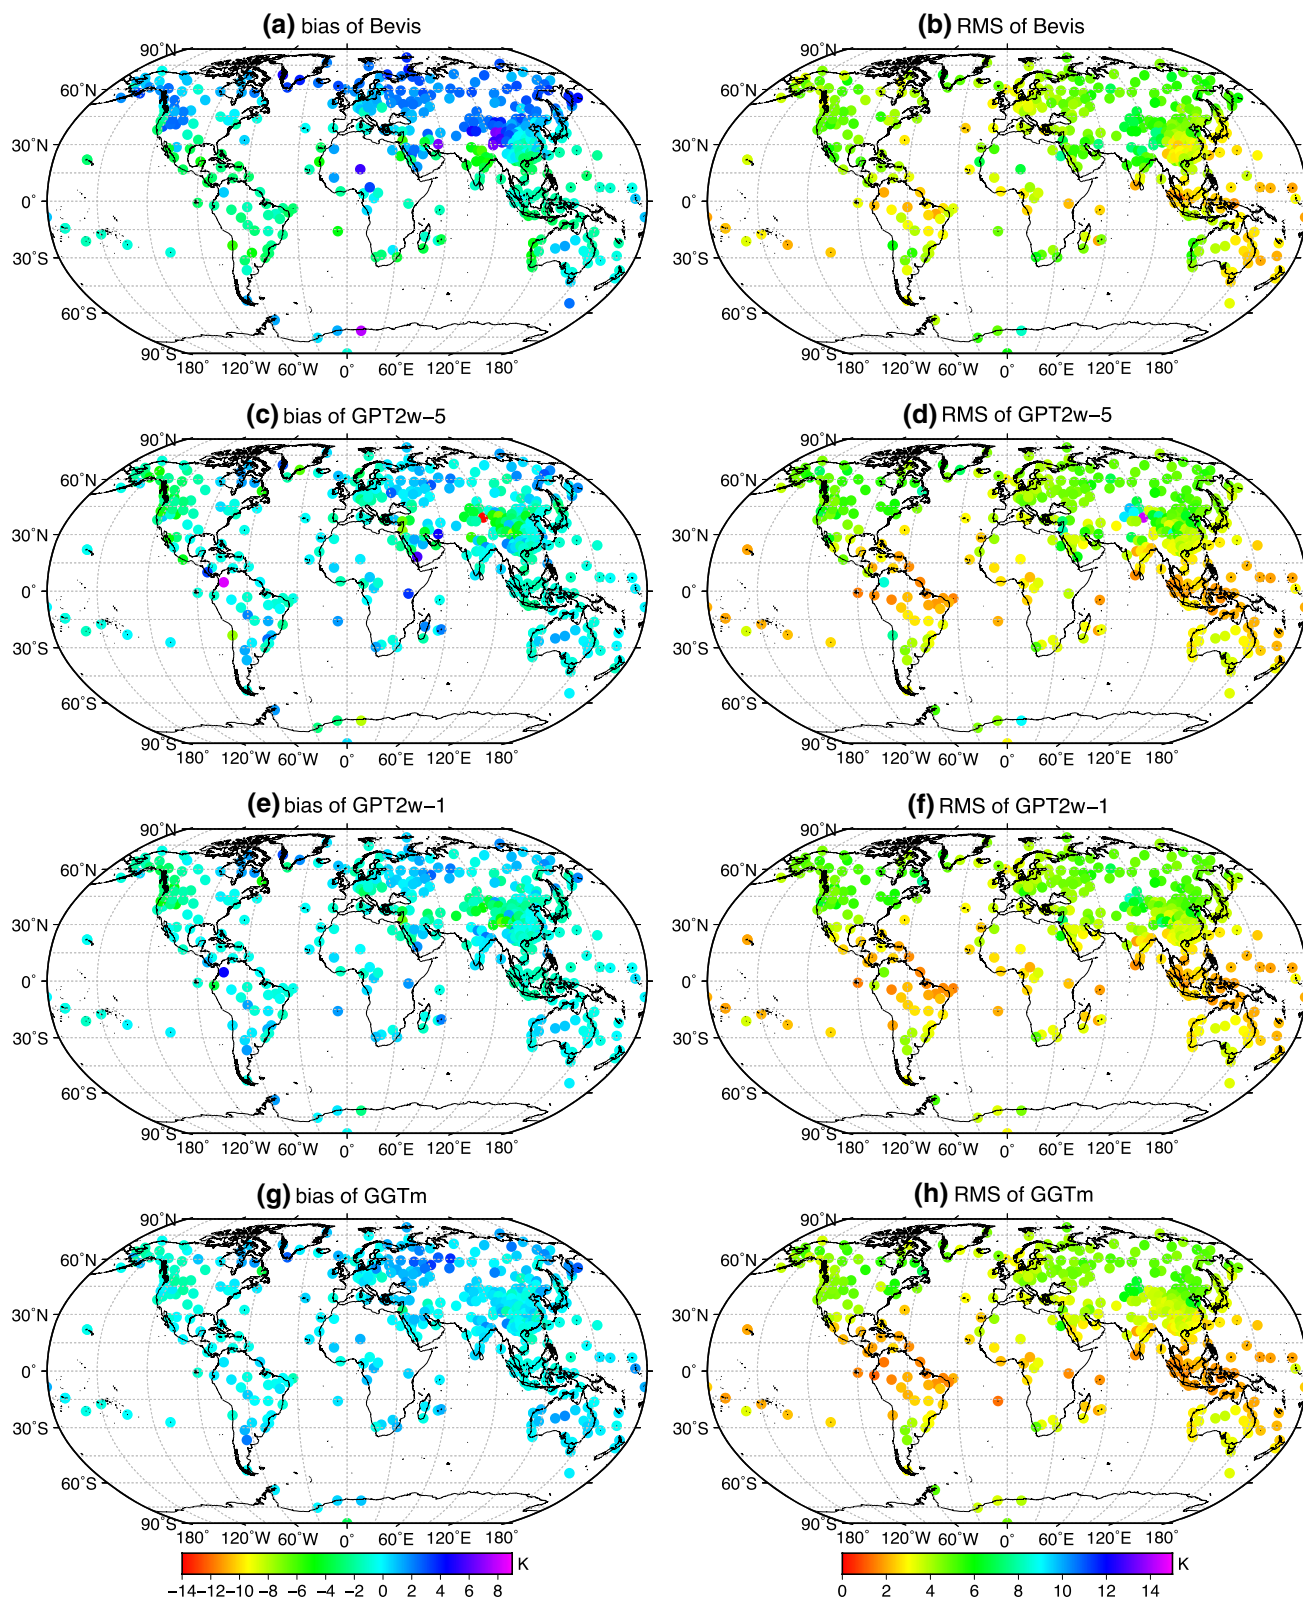 (a) bias of Bevis
(b) RMS of Bevis
90°N
60°N
30°N
0°
30°S
60°S
90°S
180° 120°W 60°W 0° 60°E 120°E 180°
90°N
60°N
30°N
0°
30°S
60°S
90°S
180° 120°W 60°W 0° 60°E 120°E 180°
(c) bias of GPT2w−5
(d) RMS of GPT2w−5
90°N
60°N
30°N
0°
30°S
60°S
90°S
180° 120°W 60°W 0° 60°E 120°E 180°
90°N
60°N
30°N
0°
30°S
60°S
90°S
180° 120°W 60°W 0° 60°E 120°E 180°
(e) bias of GPT2w−1
(f) RMS of GPT2w−1
90°N
60°N
30°N
0°
30°S
60°S
90°S
180° 120°W 60°W 0° 60°E 120°E 180°
90°N
60°N
30°N
0°
30°S
60°S
90°S
180° 120°W 60°W 0° 60°E 120°E 180°
(g) bias of GGTm
(h) RMS of GGTm
90°N
60°N
30°N
0°
30°S
60°S
90°S
180° 120°W 60°W 0° 60°E 120°E 180°
90°N
60°N
30°N
0°
30°S
60°S
90°S
180° 120°W 60°W 0° 60°E 120°E 180°
K
−14 −12 −10 −8 −6 −4 −2 0 2 4 6 8
K
0 2 4 6 8 10 12 14